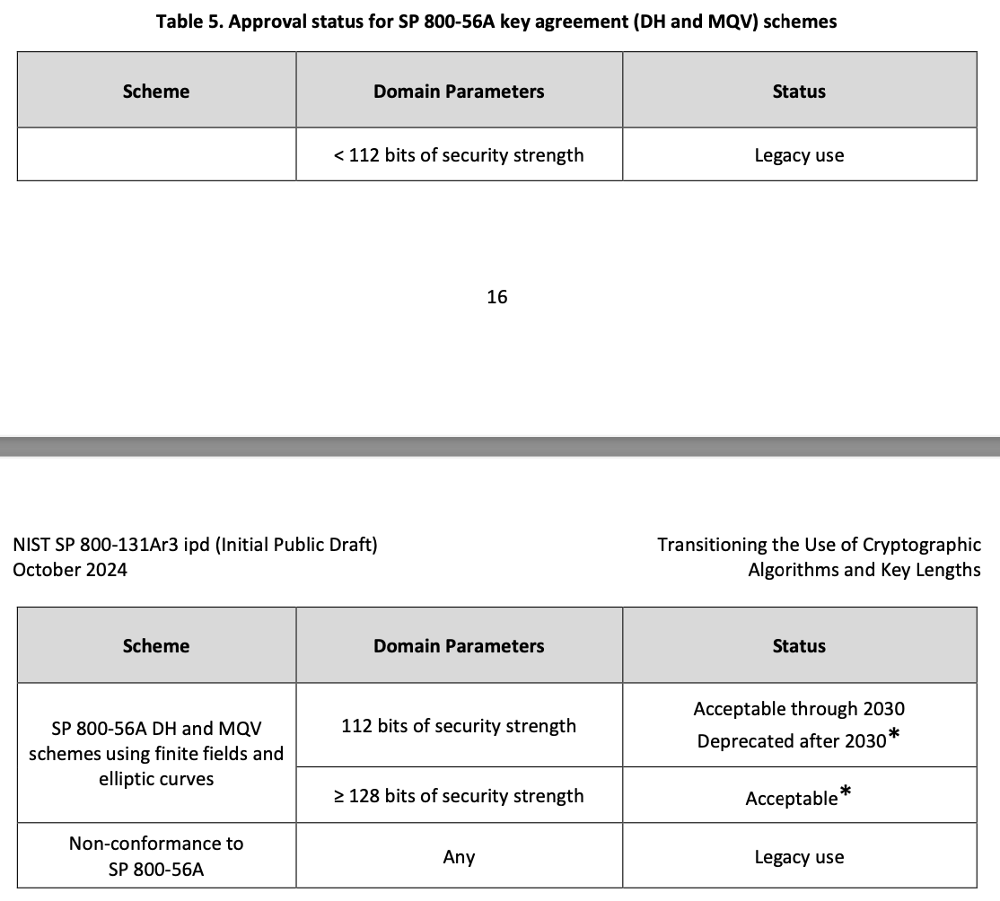 Table 5. Approval status for SP 800-56A key agreement (DH and MQV) schemes
Scheme Domain Parameters Status
< 112 bits of security strength Legacy use
16
NIST SP 800-131Ar3 ipd (Initial Public Draft)
October 2024
Transitioning the Use of Cryptographic
Algorithms and Key Lengths
Scheme Domain Parameters Status
SP 800-56A DH and MQV
schemes using finite fields and
elliptic curves
112 bits of security strength
Acceptable through 2030
Deprecated after 2030*
≥ 128 bits of security strength
Acceptable*
Non-conformance to
SP 800-56A
Any
Legacy use